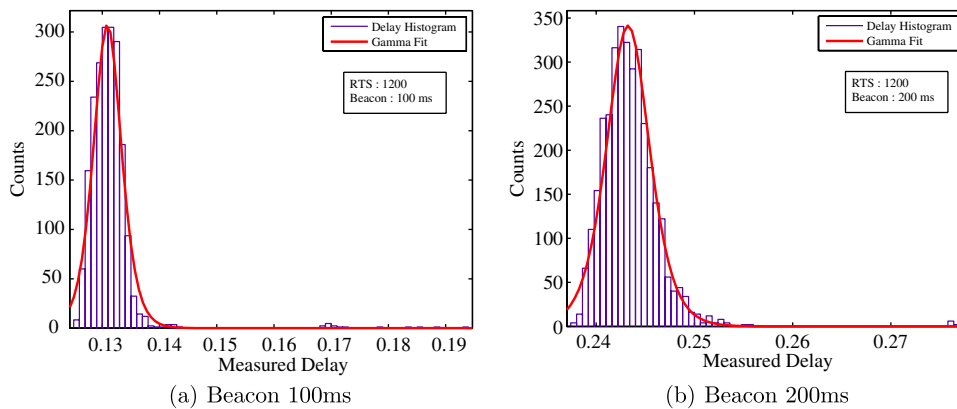 Delay Histogram
Gamma Fit
RTS : 1200
Beacon : 100 ms
300
250
200
150
100
50
0
Counts
0.13 0.14 0.15 0.16 0.17 0.18 0.19
Measured Delay
(a) Beacon 100ms
Delay Histogram
Gamma Fit
RTS : 1200
Beacon : 200 ms
350
300
250
200
150
100
50
0
Counts
0.24 0.25 0.26 0.27
Measured Delay
(b) Beacon 200ms